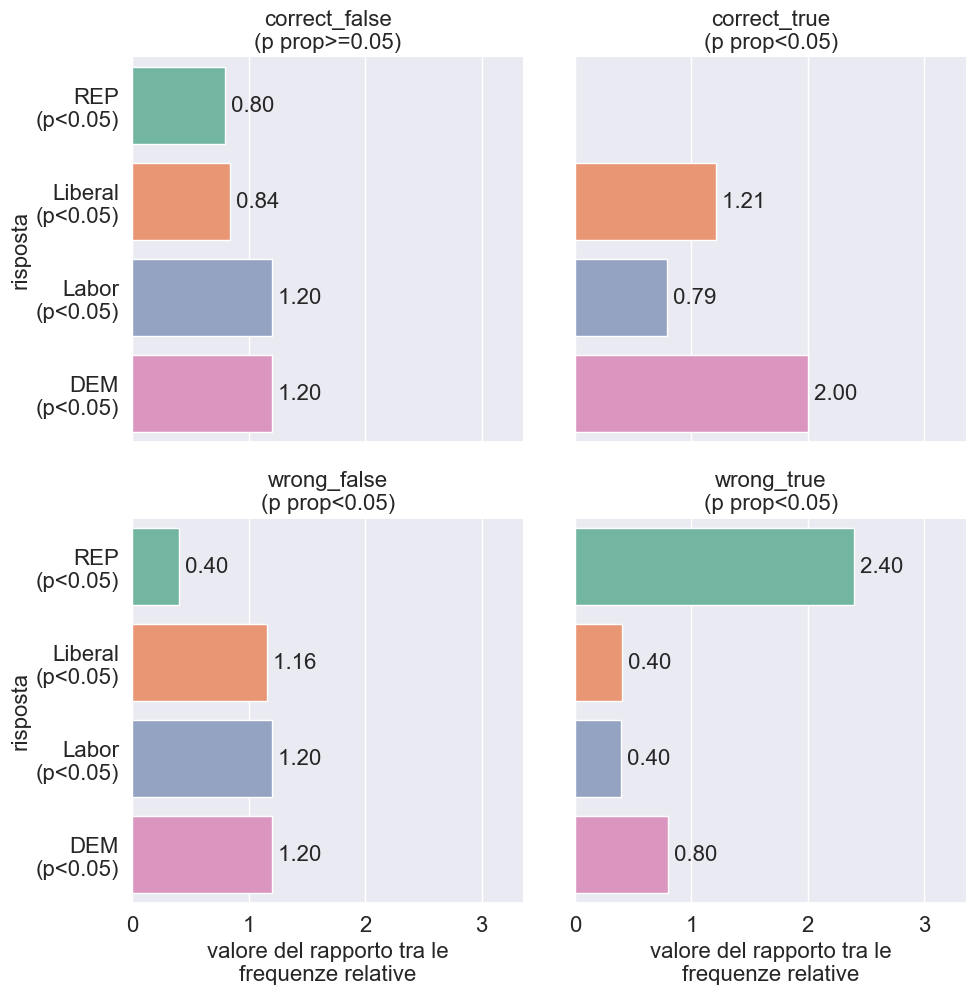 correct_false
(p prop>=0.05)
correct_true
(p prop<0.05)
risposta
REP
(p<0.05)
0.80
Liberal
(p<0.05)
0.84
1.21
Labor
(p<0.05)
1.20
0.79
DEM
(p<0.05)
1.20
2.00
wrong_false
(p prop<0.05)
wrong_true
(p prop<0.05)
risposta
REP
(p<0.05)
0.40
2.40
Liberal
(p<0.05)
1.16
0.40
Labor
(p<0.05)
1.20
0.40
DEM
(p<0.05)
1.20
0.80
0 1 2 3
0 1 2 3
valore del rapporto tra le
frequenze relative
valore del rapporto tra le
frequenze relative